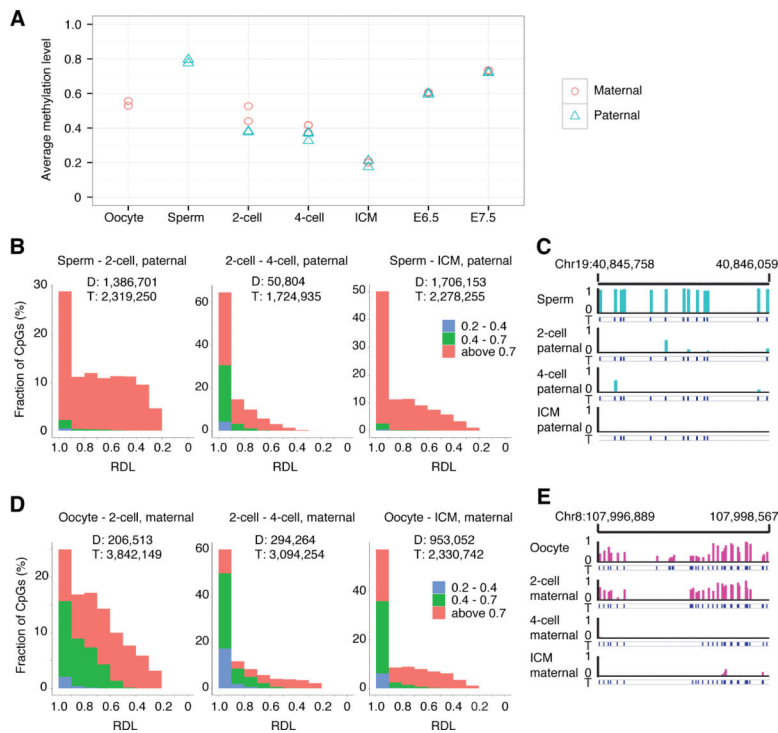 A
Average methylation level
1.0
0.8
0.6
0.4
0.2
0
Oocyte Sperm 2-cell 4-cell ICM E6.5 E7.5
Maternal
Paternal
B
Fraction of CpGs (%)
Sperm - 2-cell, paternal
D: 1,386,701
T: 2,319,250
30
20
10
0
1.0 0.8 0.6 0.4 0.2 0
RDL
2-cell - 4-cell, paternal
D: 50,804
T: 1,724,935
60
40
20
0
1.0 0.8 0.6 0.4 0.2 0
RDL
Sperm - ICM, paternal
D: 1,706,153
T: 2,278,255
50
40
30
20
10
0
0.2 - 0.4
0.4 - 0.7
above 0.7
1.0 0.8 0.6 0.4 0.2 0
RDL
C
Chr19:40,845,758 40,846,059
Sperm
1
0
T
2-cell
paternal
1
0
T
4-cell
paternal
1
0
T
ICM
paternal
1
0
T
D
Fraction of CpGs (%)
Oocyte - 2-cell, maternal
D: 206,513
T: 3,842,149
20
10
0
1.0 0.8 0.6 0.4 0.2 0
RDL
2-cell - 4-cell, maternal
D: 294,264
T: 3,094,254
60
40
20
0
1.0 0.8 0.6 0.4 0.2 0
RDL
Oocyte - ICM, maternal
D: 953,052
T: 2,330,742
40
20
0
0.2 - 0.4
0.4 - 0.7
above 0.7
1.0 0.8 0.6 0.4 0.2 0
RDL
E
Chr8:107,996,889 107,998,567
Oocyte
1
0
T
2-cell
maternal
1
0
T
4-cell
maternal
1
0
T
ICM
maternal
1
0
T